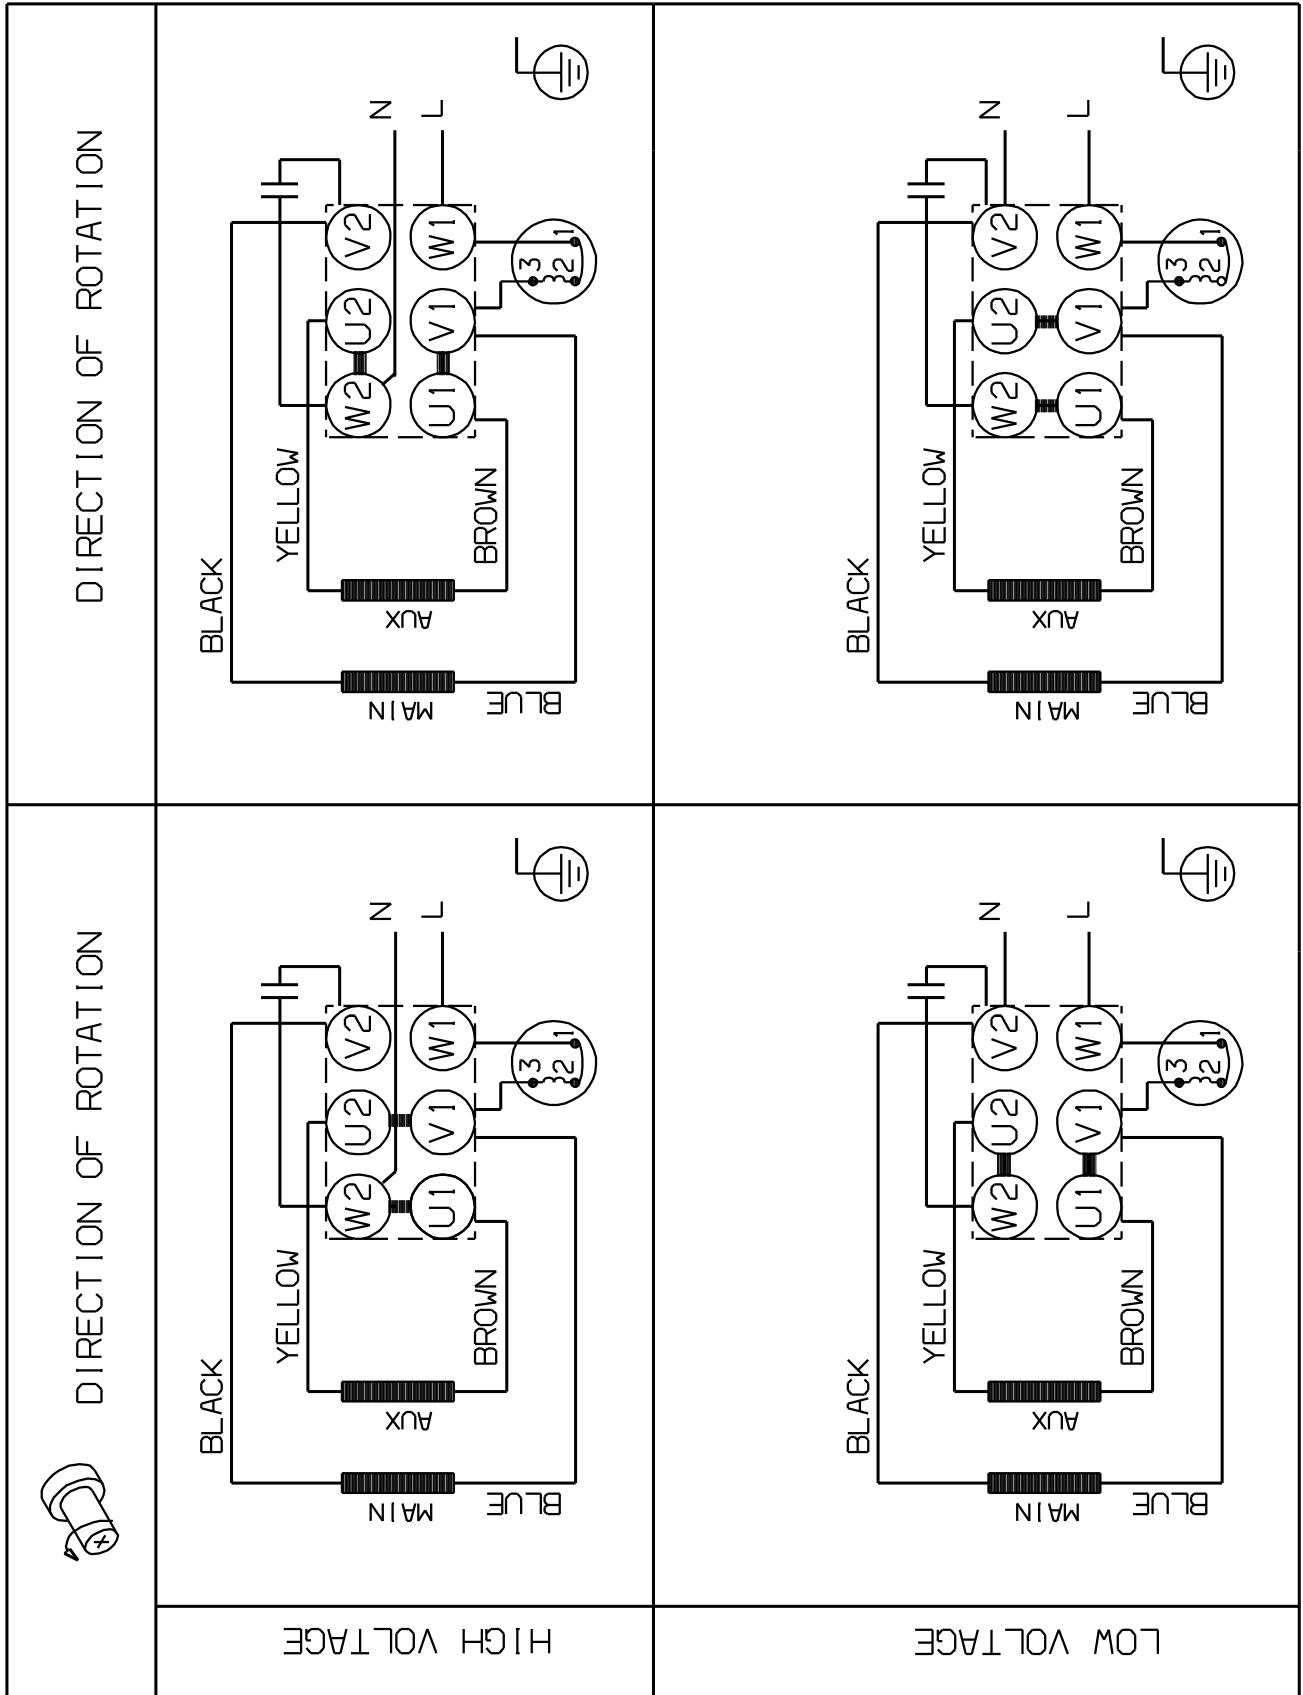 DIRECTION OF ROTATION
N
L
V2
W1
1
3
2
U2
V1
W2
U1
YELLOW
BROWN
BLACK
AUX
MAIN
BLUE
N
L
V2
W1
1
3
2
U2
V1
W2
U1
YELLOW
BROWN
BLACK
AUX
MAIN
BLUE
DIRECTION OF ROTATION
N
L
V2
W1
1
3
2
U2
V1
W2
U1
YELLOW
BROWN
BLACK
AUX
MAIN
BLUE
N
L
V2
W1
1
3
2
U2
V1
W2
U1
YELLOW
BROWN
BLACK
AUX
MAIN
BLUE
HIGH VOLTAGE
LOW VOLTAGE